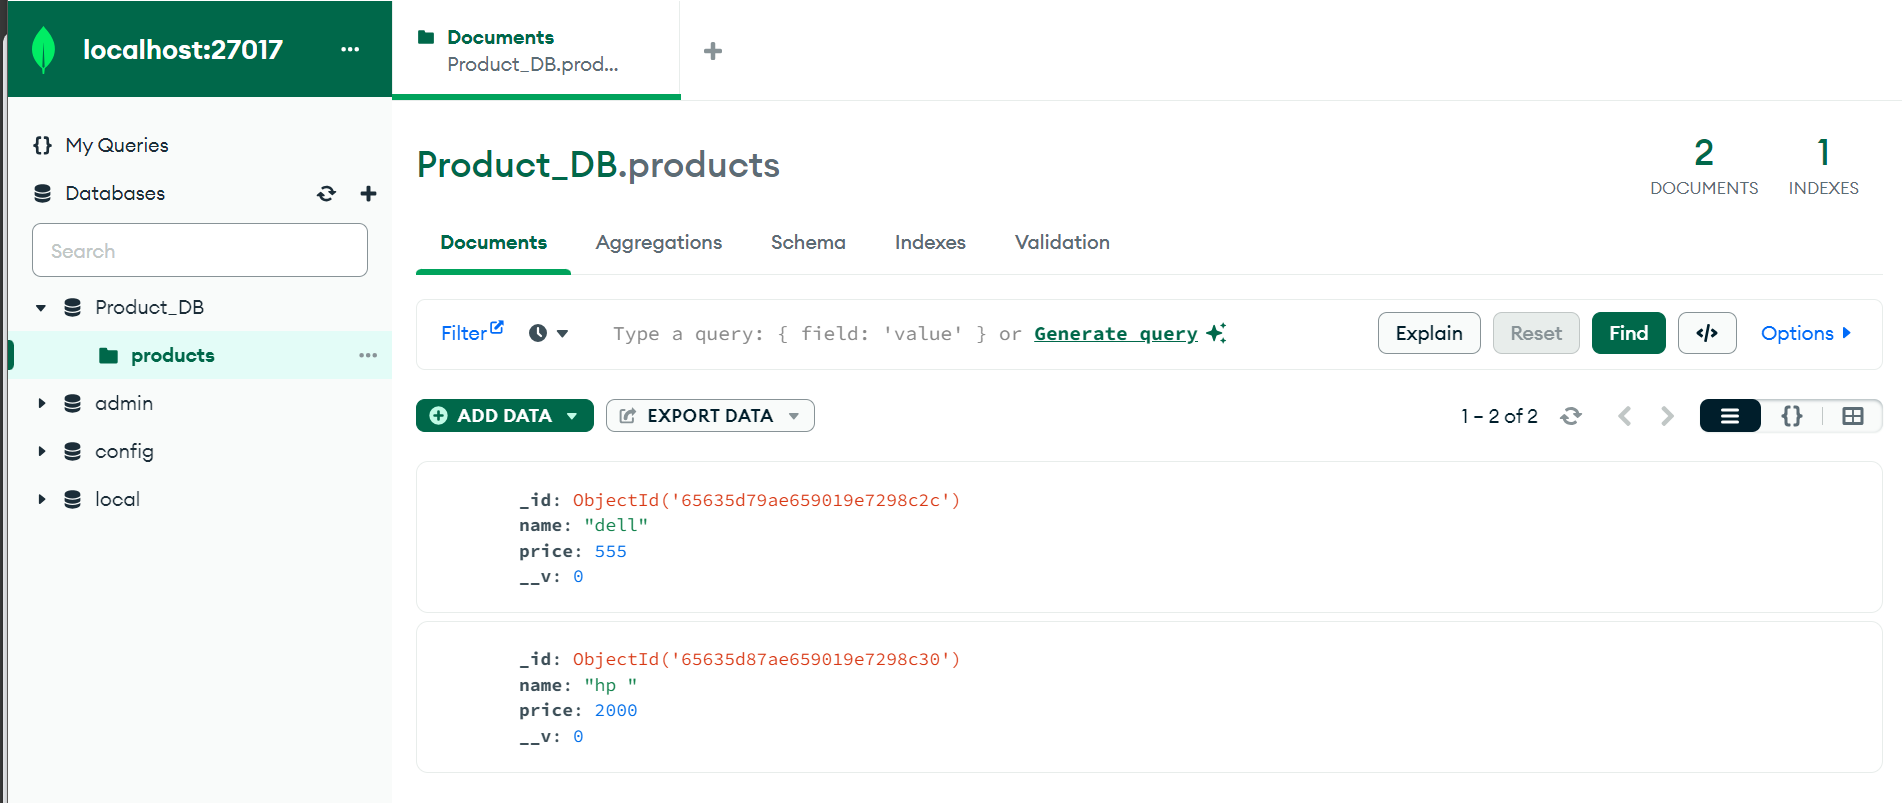 localhost:27017
Documents
Product_DB.prod...
My Queries
Databases
Search
Product_DB
products
admin
config
local
Product_DB.products
2
DOCUMENTS
1
INDEXES
Documents Aggregations Schema Indexes Validation
Filter Type a query: { field: 'value' } or Generate query Explain Reset Find </> Options
ADD DATA EXPORT DATA 1 – 2 of 2 {}
_id: ObjectId('65635d79ae659019e7298c2c')
name: "dell"
price: 555
__v: 0
_id: ObjectId('65635d87ae659019e7298c30')
name: "hp "
price: 2000
__v: 0